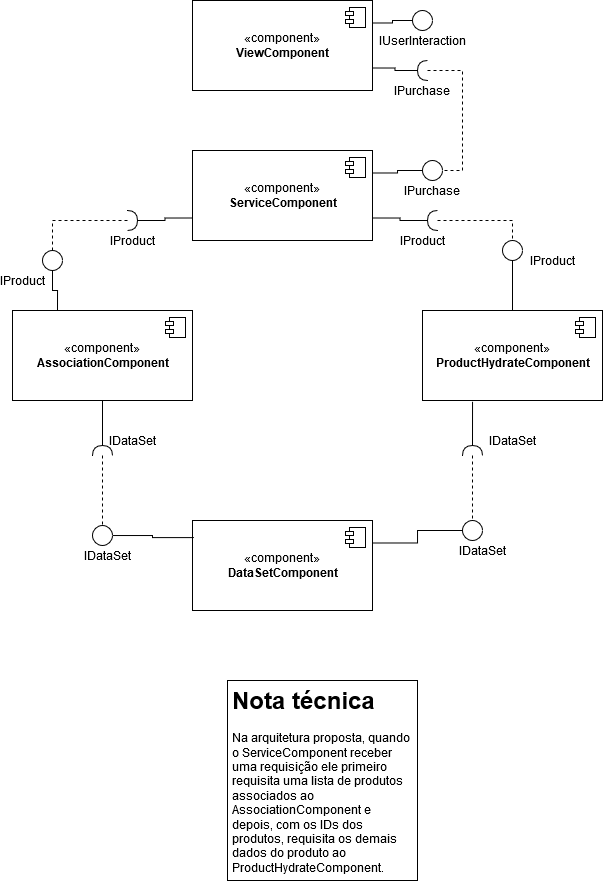 «component»
ViewComponent
IUserInteraction
IPurchase
«component»
ServiceComponent
IPurchase
IProduct
IProduct
IProduct
IProduct
«component»
AssociationComponent
«component»
ProductHydrateComponent
IDataSet
IDataSet
«component»
DataSetComponent
IDataSet
IDataSet
Nota técnica
Na arquitetura proposta, quando
o ServiceComponent receber
uma requisição ele primeiro
requisita uma lista de produtos
associados ao
AssociationComponent e
depois, com os IDs dos
produtos, requisita os demais
dados do produto ao
ProductHydrateComponent.